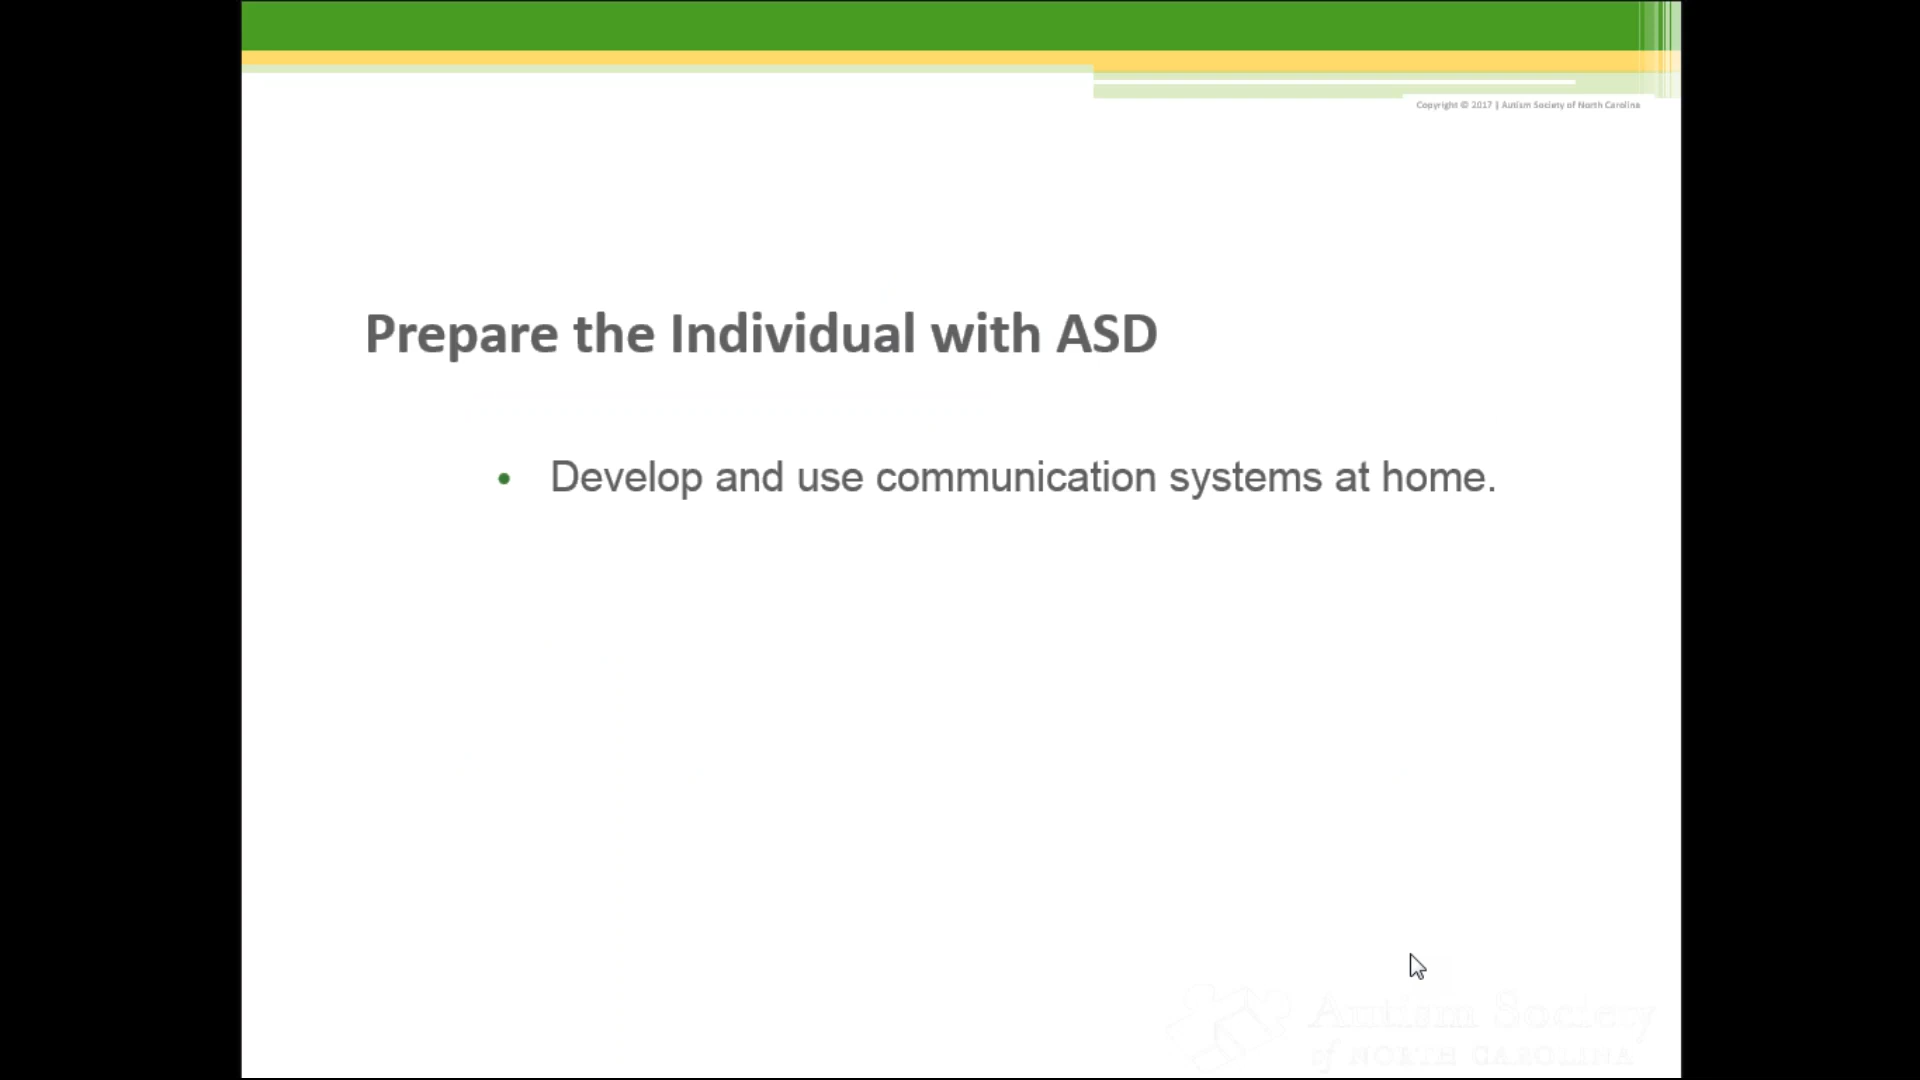 Copyright © 2017 | Autism Society of North Carolina
Prepare the Individual with ASD
• Develop and use communication systems at home.
Autism Society
of NORTH CAROLINA